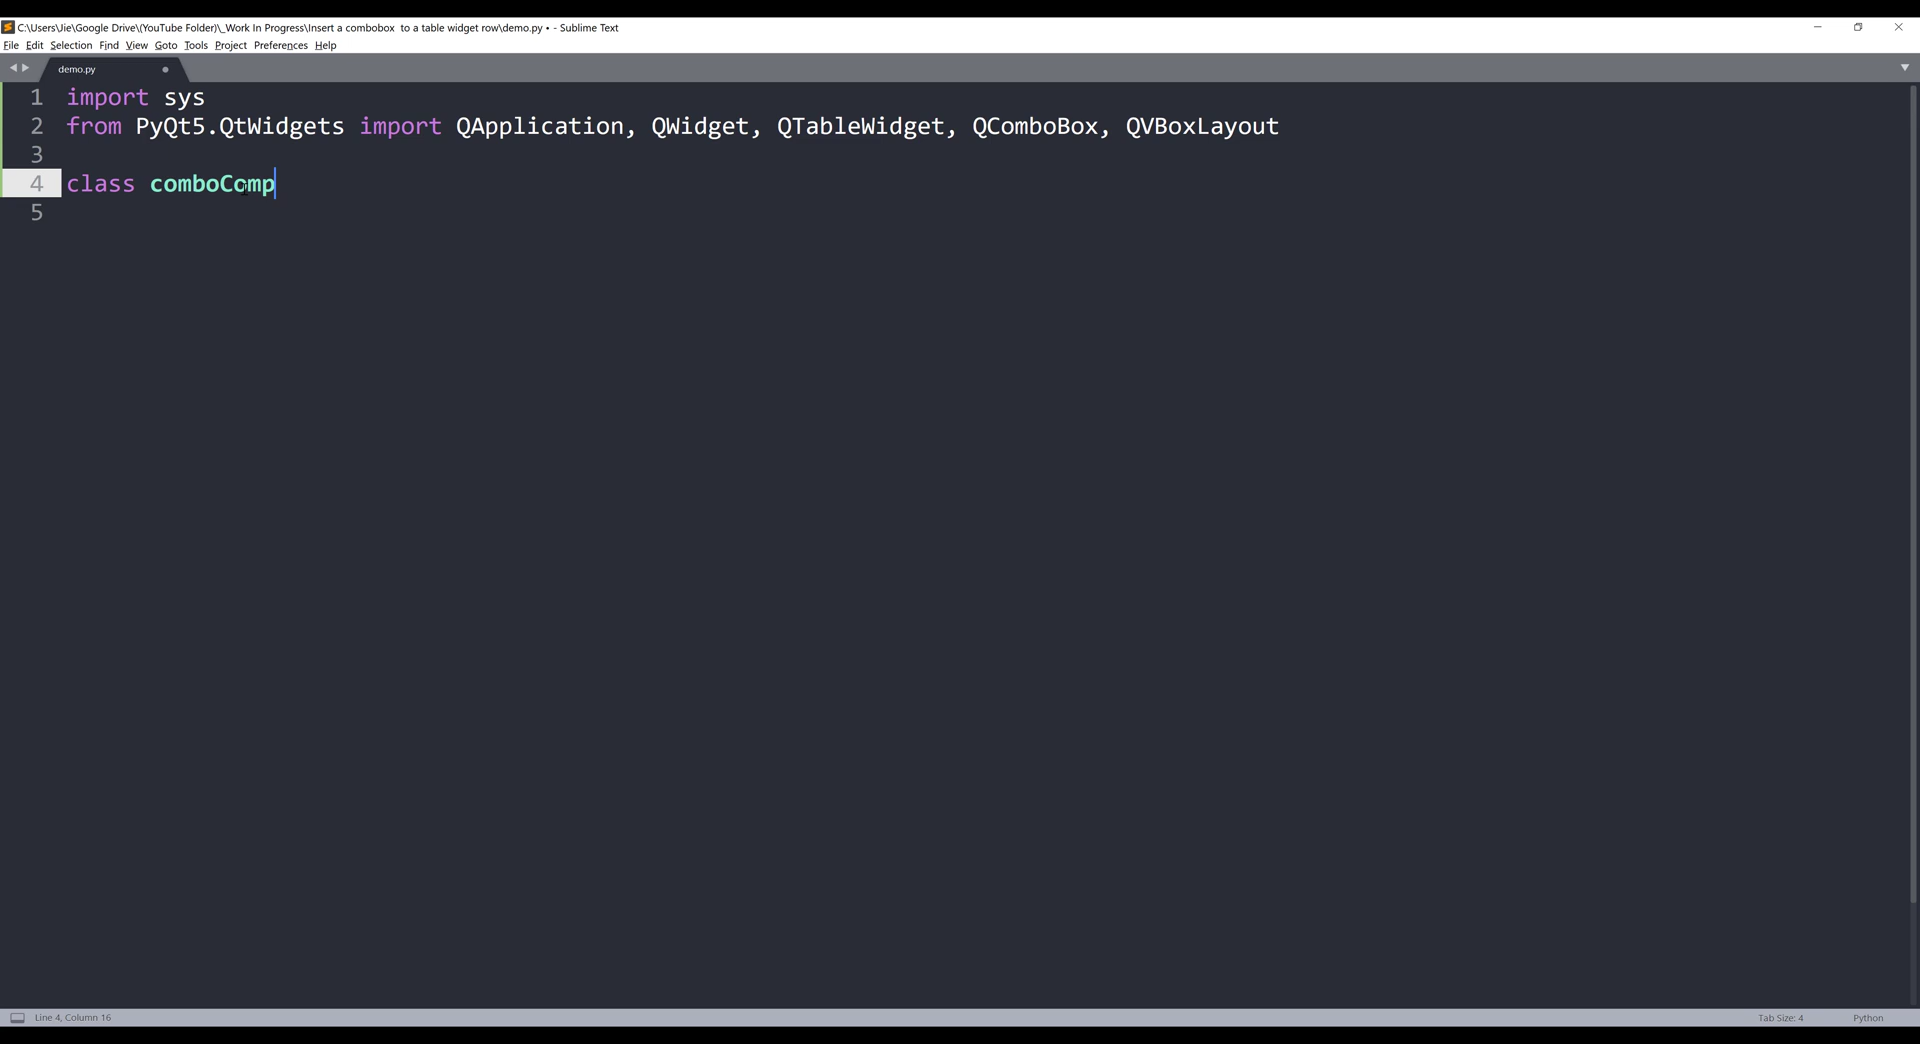 C:\Users\Jie\Google Drive\(YouTube Folder)\_Work In Progress\Insert a combobox  to a table widget row\demo.py • - Sublime Text
File Edit Selection Find View Goto Tools Project Preferences Help
demo.py
1 import sys
2 from PyQt5.QtWidgets import QApplication, QWidget, QTableWidget, QComboBox, QVBoxLayout
3
4 class comboComp
5
Line 4, Column 16 Tab Size: 4 Python